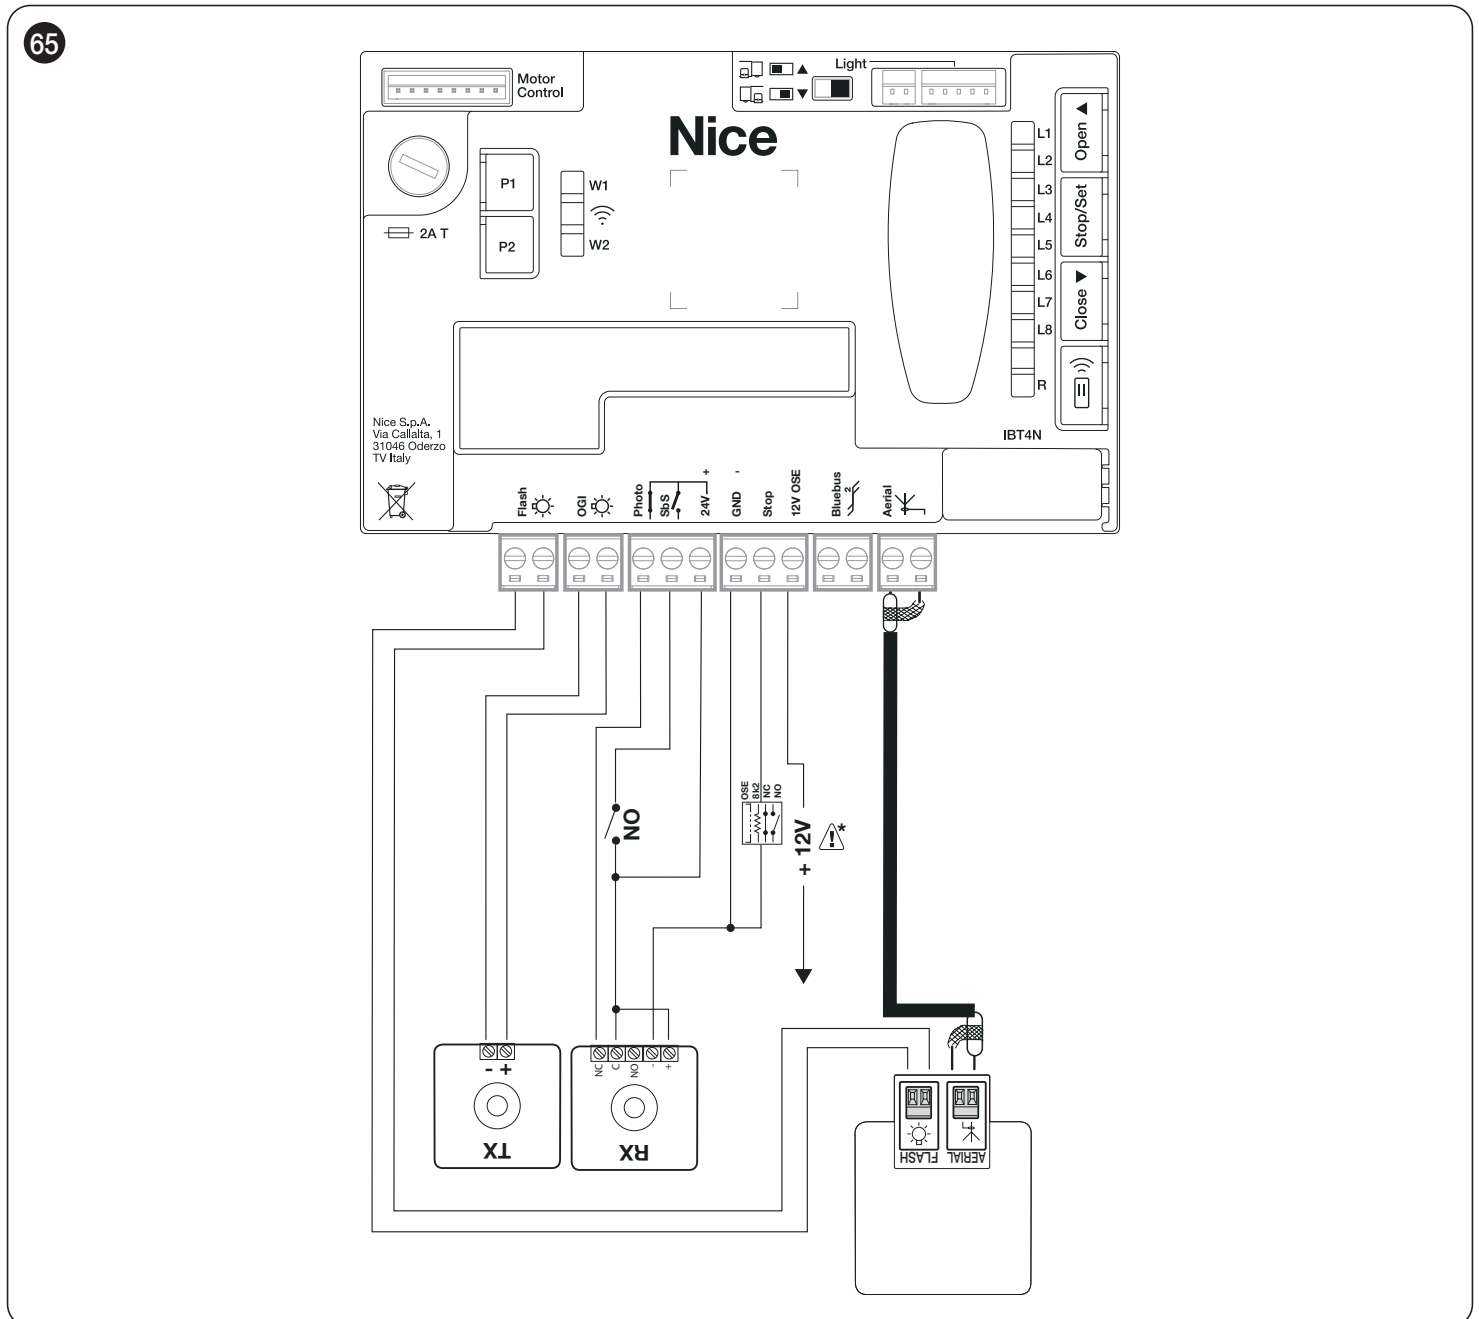 65
Motor
Control
Light
Nice
2A T
P1
P2
W1
W2
L1
L2
L3
L4
L5
L6
L7
L8
R
Open ▲
Stop/Set
Close ▼
IBT4N
Nice S.p.A.
Via Callalta, 1
31046 Oderzo
TV Italy
Flash
OGI
Photo
SbS
24V +
GND -
Stop
12V OSE
Bluebus
2
Aerial
OSE
8k2
NC
NO
NO
+ 12V
*
- +
TX
NC
C
NO
-
+
RX
FLASH
AERIAL